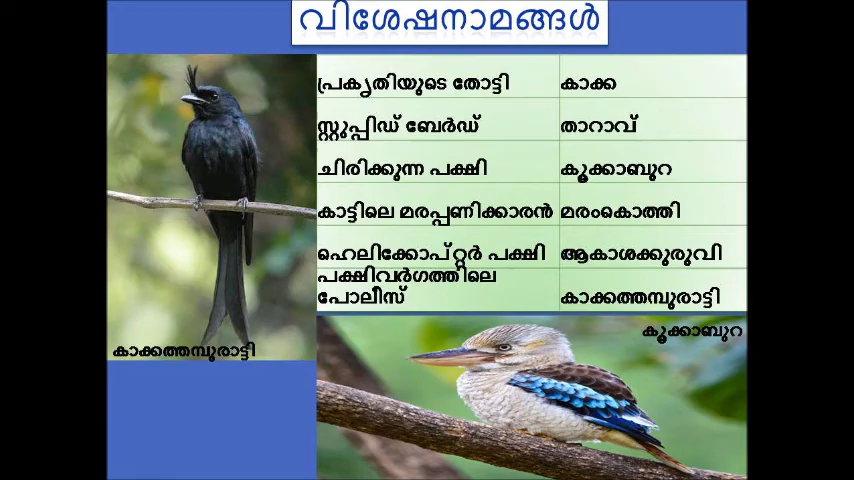 വിശേഷനാമങ്ങൾ
പ്രകൃതിയുടെ തോട്ടി കാക്ക
സ്റ്റുപ്പിഡ് ബേർഡ് താറാവ്
ചിരിക്കുന്ന പക്ഷി കൂക്കാബുറ
കാട്ടിലെ മരപ്പണിക്കാരൻ മരംകൊത്തി
ഹെലിക്കോപ്റ്റർ പക്ഷി ആകാശക്കുരുവി
പക്ഷിവർഗത്തിലെ
പോലീസ് കാക്കത്തമ്പുരാട്ടി
കൂക്കാബുറ
കാക്കത്തമ്പുരാട്ടി